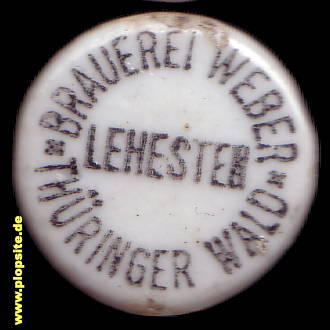 BRAUEREI WEBER
LEHESTEN
THÜRINGER WALD
www.plopsite.de